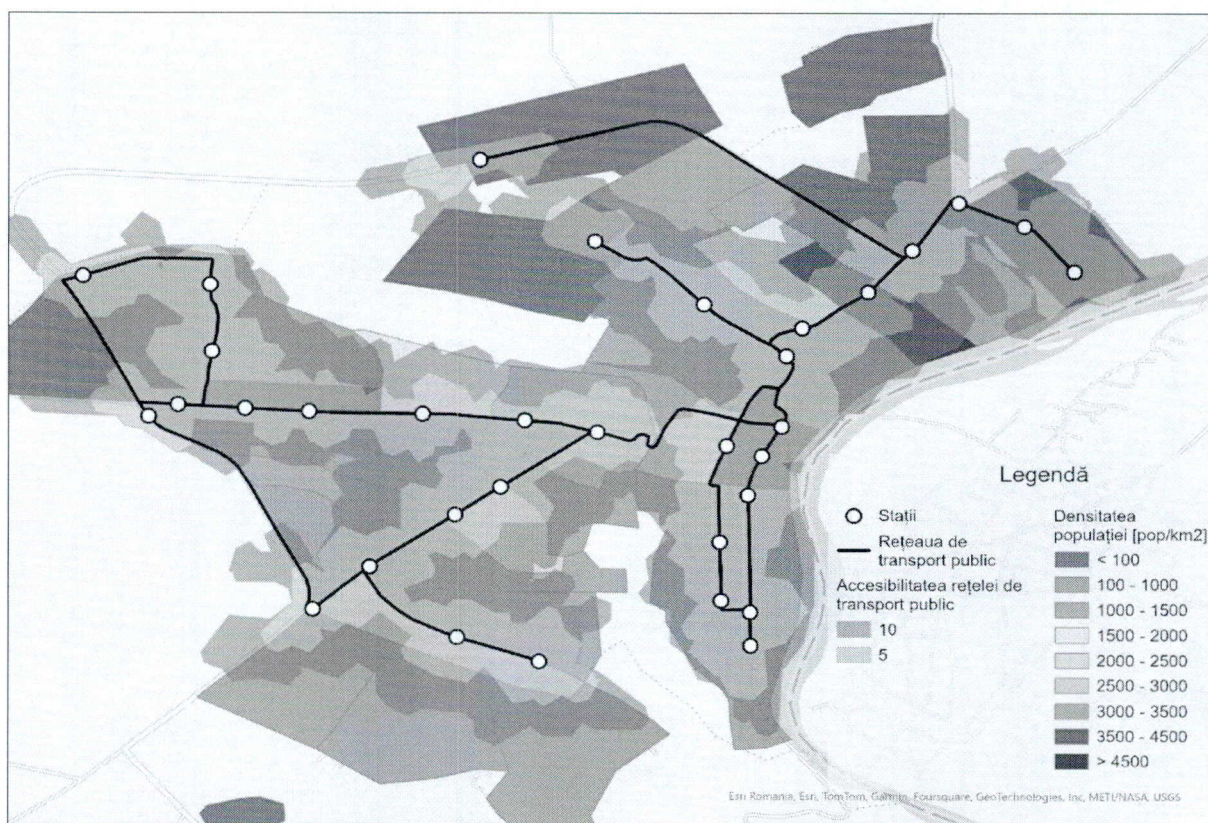 Legendă
Stații
Rețeaua de
transport public
Accesibilitatea rețelei de
transport public
10
5
Densitatea
populației [pop/km2]
< 100
100 - 1000
1000 - 1500
1500 - 2000
2000 - 2500
2500 - 3000
3000 - 3500
3500 - 4500
> 4500
Esri Romania, Esri, TomTom, Garmin, Foursquare, GeoTechnologies, Inc, METI/NASA, USGS